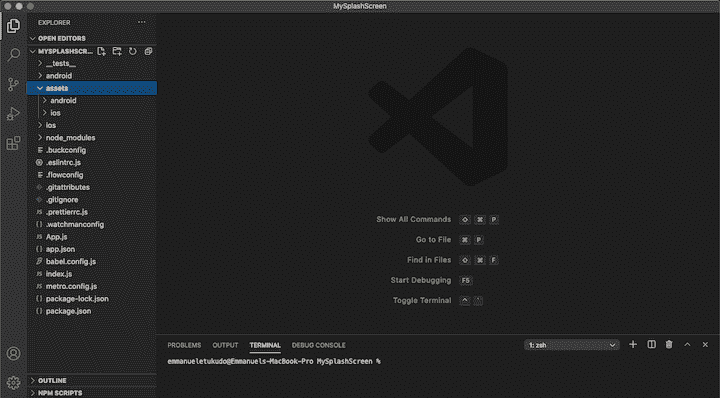 MySplashScreen
EXPLORER
OPEN EDITORS
MYSPLASHSCR...
__tests__
android
assets
android
ios
ios
node_modules
.buckconfig
.eslintrc.js
.flowconfig
.gitattributes
.gitignore
.prettierrc.js
.watchmanconfig
JS App.js
{} app.json
babel.config.js
JS index.js
JS metro.config.js
{} package-lock.json
{} package.json
OUTLINE
NPM SCRIPTS
Show All Commands ⇧ ⌘ P
Go to File ⌘ P
Find in Files ⇧ ⌘ F
Start Debugging F5
Toggle Terminal ⌃ `
PROBLEMS OUTPUT TERMINAL DEBUG CONSOLE 1: zsh
emmanueletukudo@Emmanuels-MacBook-Pro MySplashScreen %